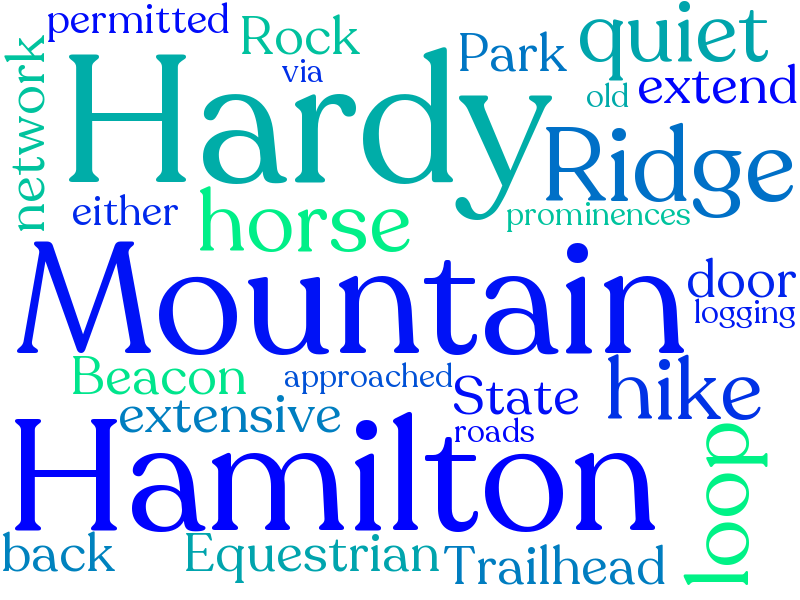 permitted
Rock
via
Park
quiet
old
extend
network
Hardy
Ridge
either
horse
prominences
Mountain
door
logging
Beacon
approached
extensive
State
hike
roads
Hamilton
loop
back
Equestrian
Trailhead